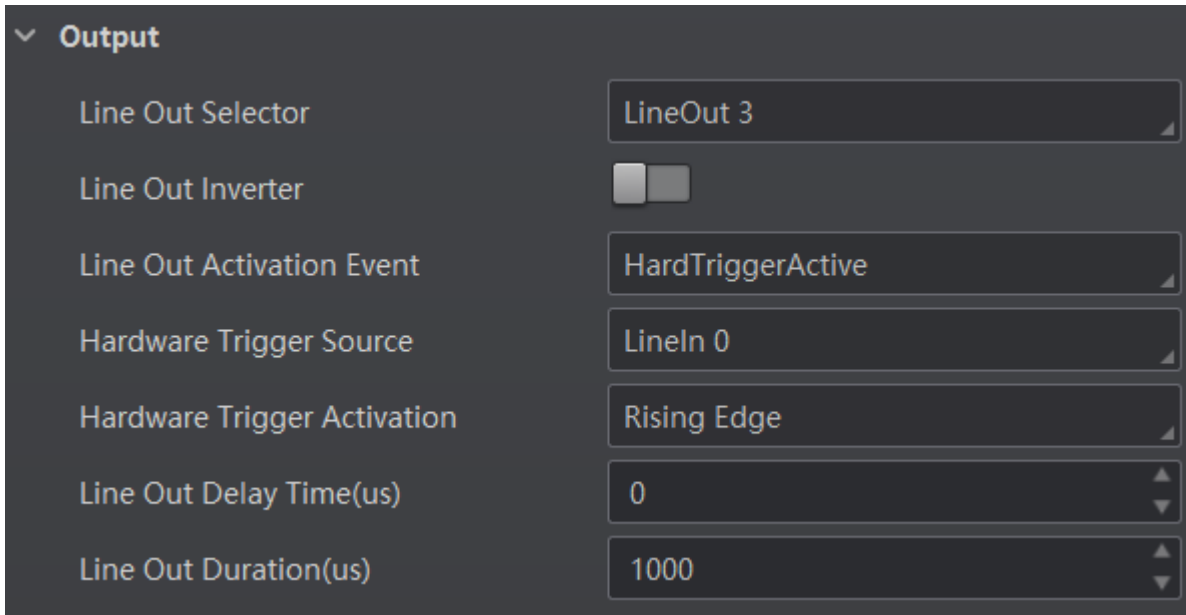 Output
Line Out Selector LineOut 3
Line Out Inverter
Line Out Activation Event HardTriggerActive
Hardware Trigger Source LineIn 0
Hardware Trigger Activation Rising Edge
Line Out Delay Time(us) 0
Line Out Duration(us) 1000